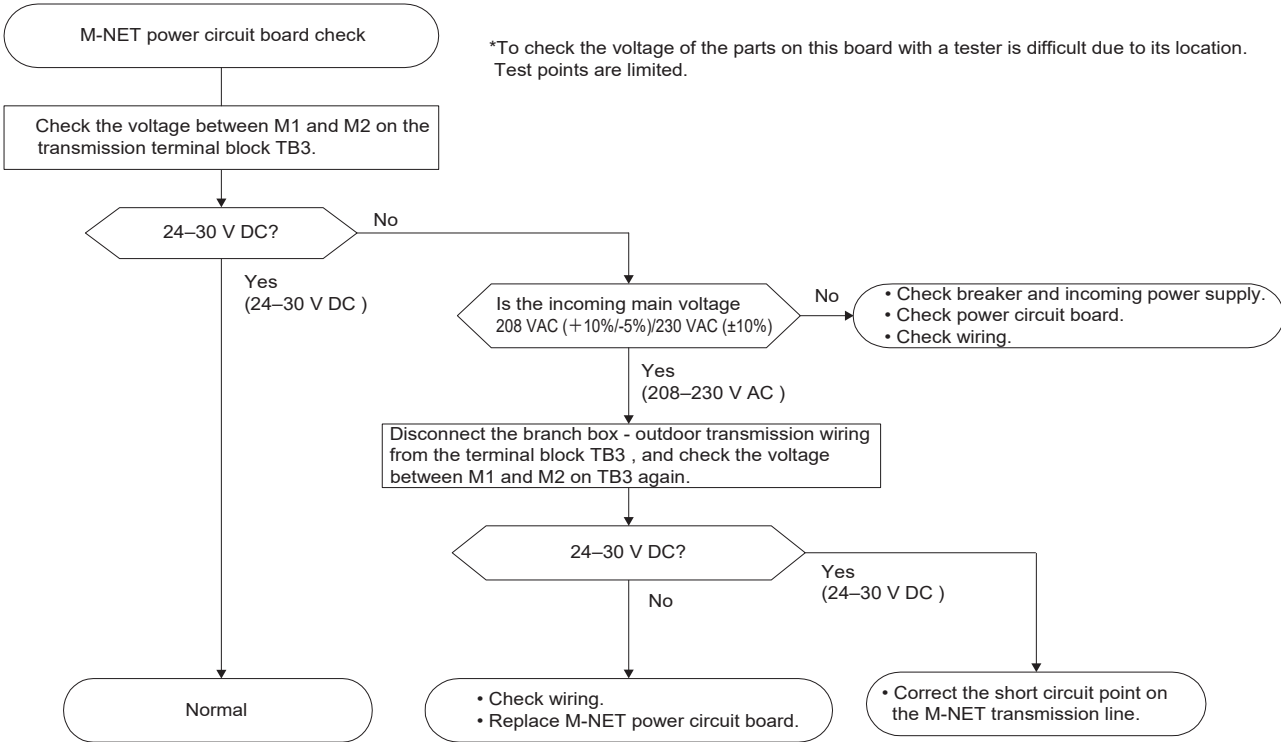 M-NET power circuit board check
*To check the voltage of the parts on this board with a tester is difficult due to its location.
Test points are limited.
Check the voltage between M1 and M2 on the
transmission terminal block TB3.
24–30 V DC?
No
Yes
(24–30 V DC )
Is the incoming main voltage
208 VAC (+10%/-5%)/230 VAC (±10%)
No
• Check breaker and incoming power supply.
• Check power circuit board.
• Check wiring.
Yes
(208–230 V AC )
Disconnect the branch box - outdoor transmission wiring
from the terminal block TB3 , and check the voltage
between M1 and M2 on TB3 again.
24–30 V DC?
Yes
(24–30 V DC )
No
Normal
• Check wiring.
• Replace M-NET power circuit board.
• Correct the short circuit point on
the M-NET transmission line.